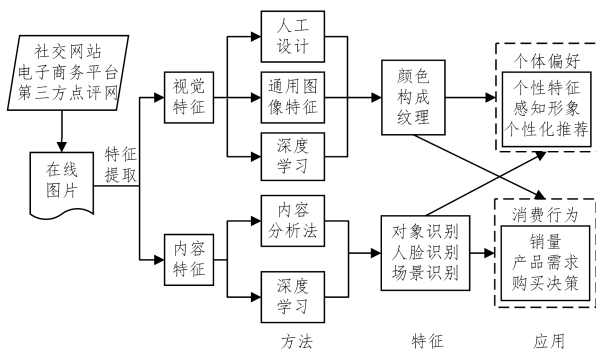 社交网站
电子商务平台
第三方点评网
在线
图片
特征
提取
视觉
特征
内容
特征
人工
设计
通用图
像特征
深度
学习
内容
分析法
深度
学习
颜色
构成
纹理
对象识别
人脸识别
场景识别
个体偏好
个性特征
感知形象
个性化推荐
消费行为
销量
产品需求
购买决策
方法
特征
应用